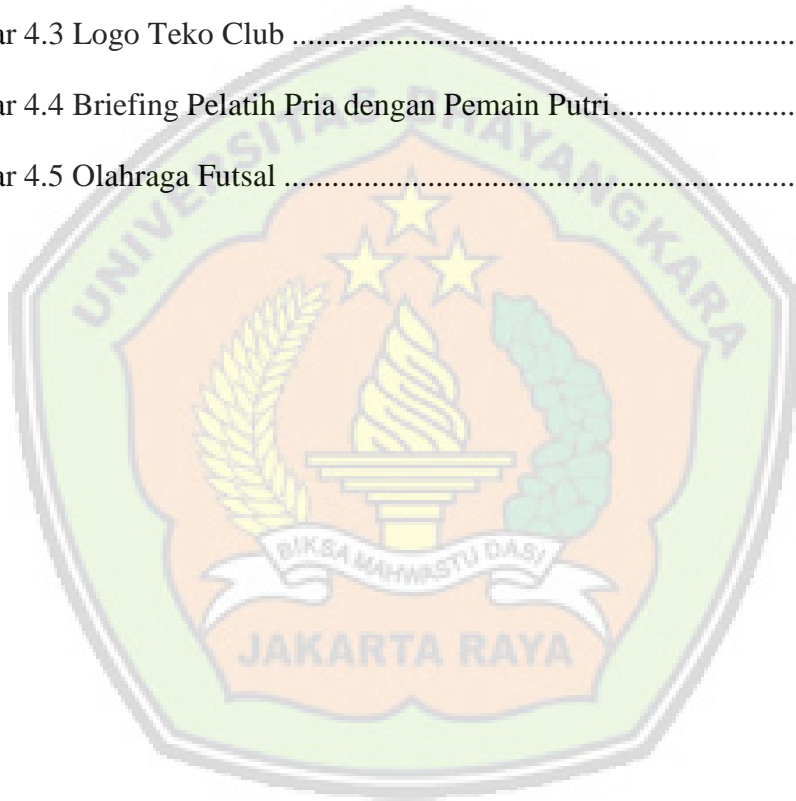 ar 4.3 Logo Teko Club ................................................................
ar 4.4 Briefing Pelatih Pria dengan Pemain Putri.......................
ar 4.5 Olahraga Futsal .................................................................
UNIVERSITAS BHAYANGKARA
BIKSA MAHWASTU DASI
JAKARTA RAYA